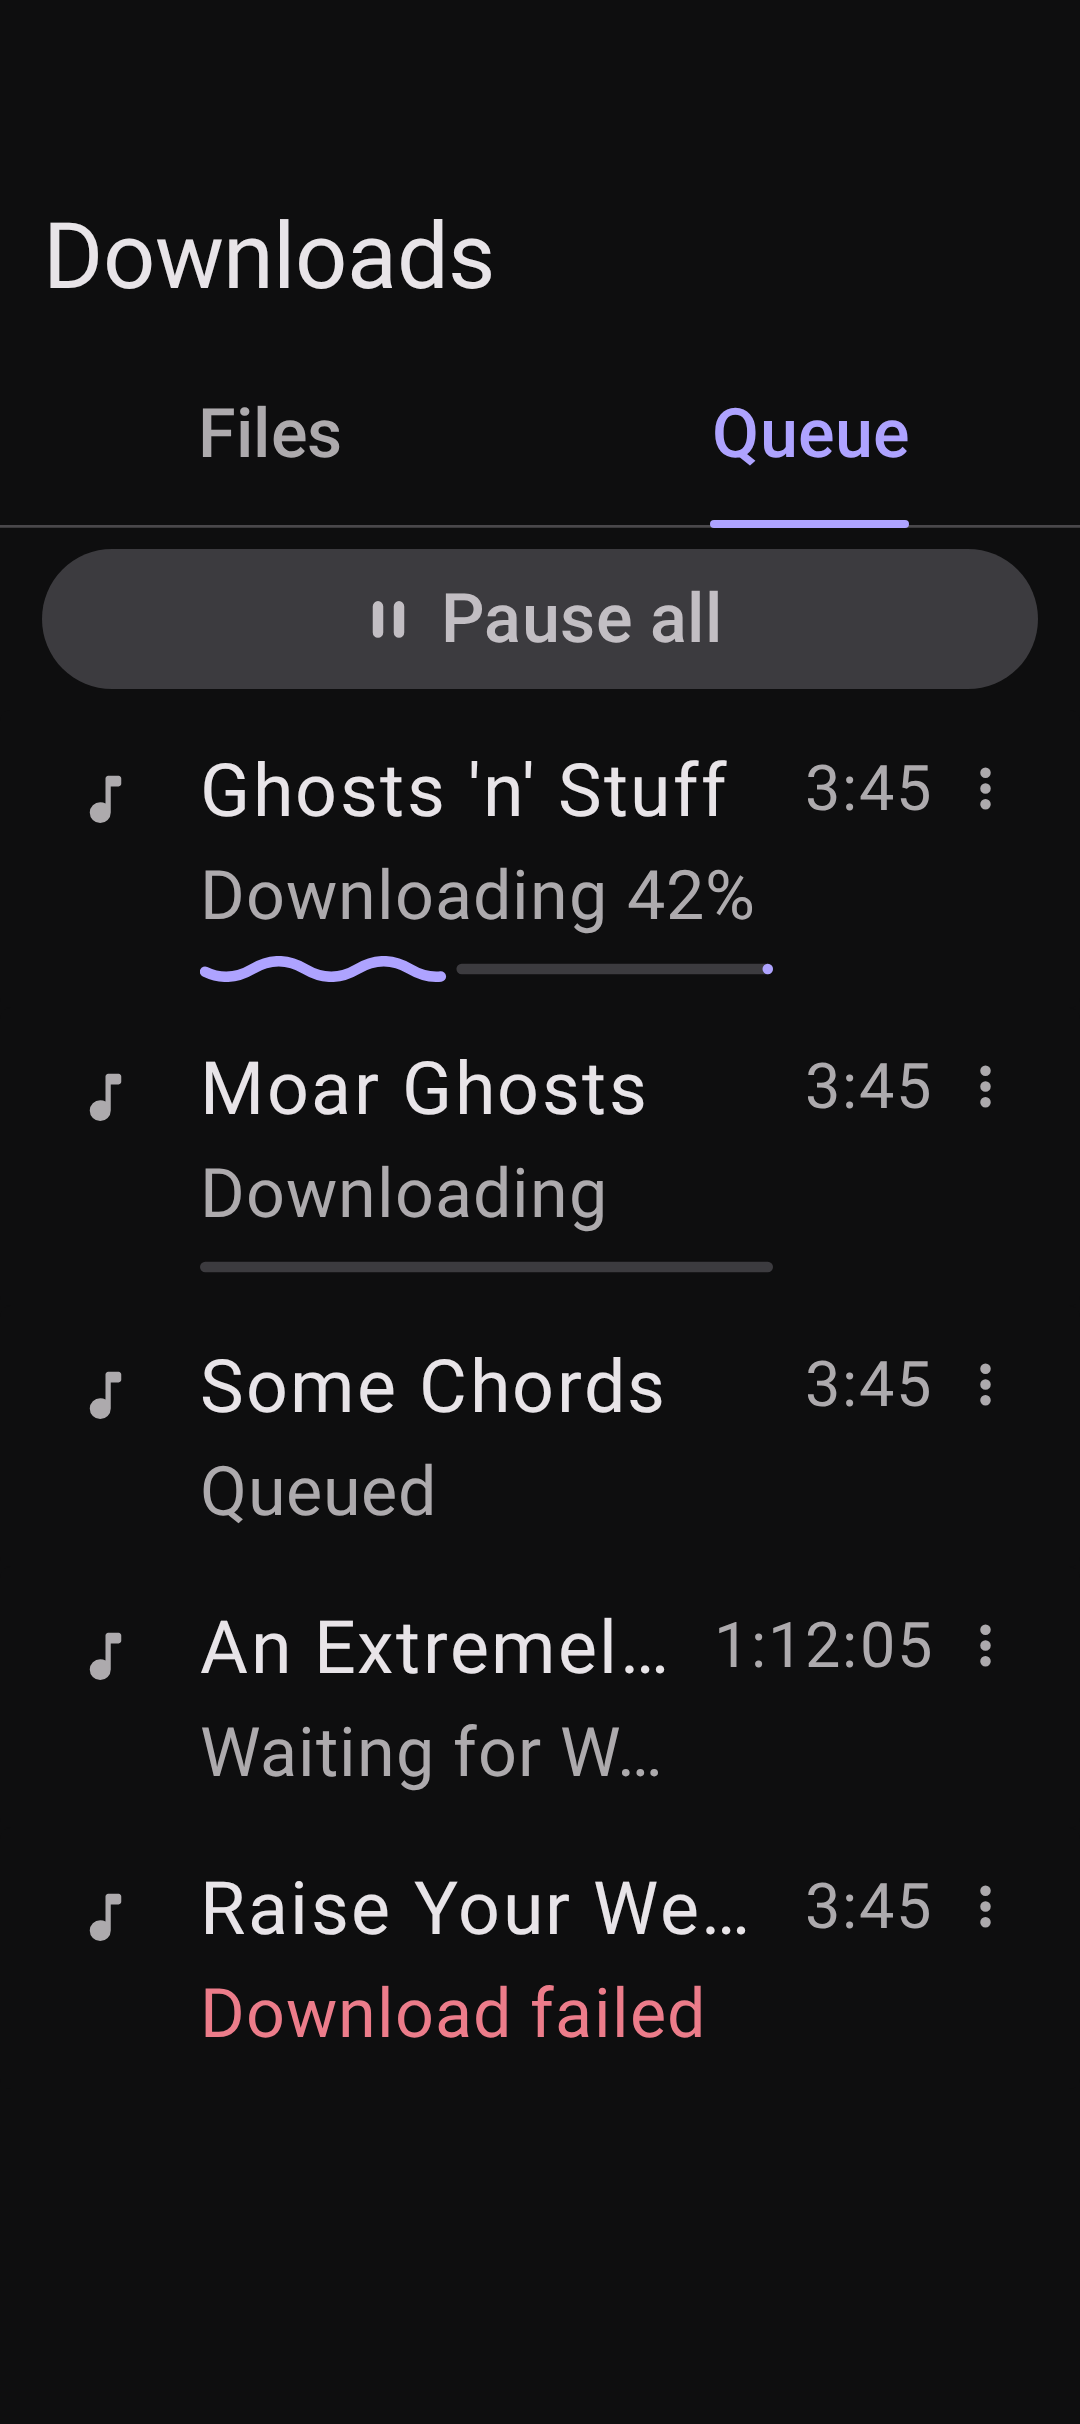 Downloads
Files
Queue
Pause all
Ghosts 'n' Stuff 3:45
Downloading 42%
Moar Ghosts 3:45
Downloading
Some Chords 3:45
Queued
An Extremel... 1:12:05
Waiting for W...
Raise Your We... 3:45
Download failed